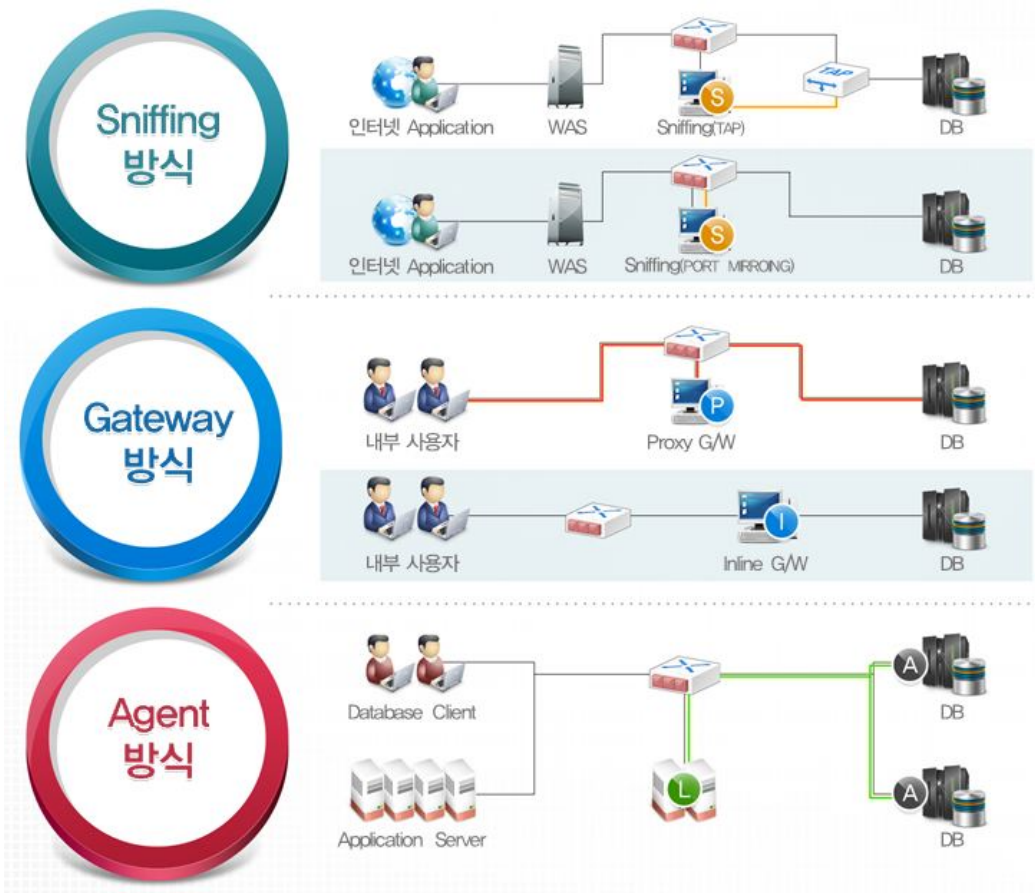 Sniffing
방식
TAP
S
인터넷 Application
WAS
Sniffing(TAP)
DB
S
인터넷 Application
WAS
Sniffing(PORT MIRROING)
DB
Gateway
방식
P
내부 사용자
Proxy G/W
DB
I
내부 사용자
Inline G/W
DB
Agent
방식
A
Database Client
DB
L
A
Application Server
DB